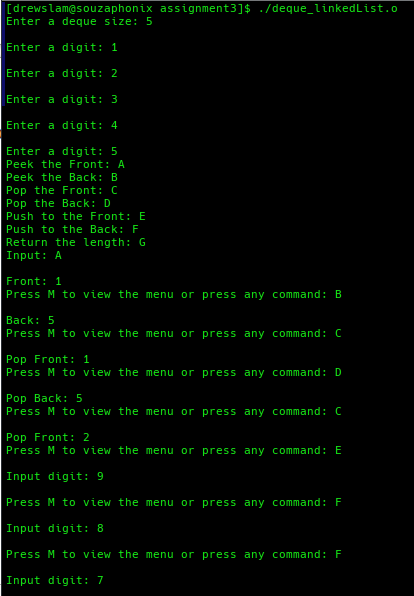 [drewslam@souzaphonix assignment3]$ ./deque_linkedList.o
Enter a deque size: 5
Enter a digit: 1
Enter a digit: 2
Enter a digit: 3
Enter a digit: 4
Enter a digit: 5
Peek the Front: A
Peek the Back: B
Pop the Front: C
Pop the Back: D
Push to the Front: E
Push to the Back: F
Return the length: G
Input: A
Front: 1
Press M to view the menu or press any command: B
Back: 5
Press M to view the menu or press any command: C
Pop Front: 1
Press M to view the menu or press any command: D
Pop Back: 5
Press M to view the menu or press any command: C
Pop Front: 2
Press M to view the menu or press any command: E
Input digit: 9
Press M to view the menu or press any command: F
Input digit: 8
Press M to view the menu or press any command: F
Input digit: 7